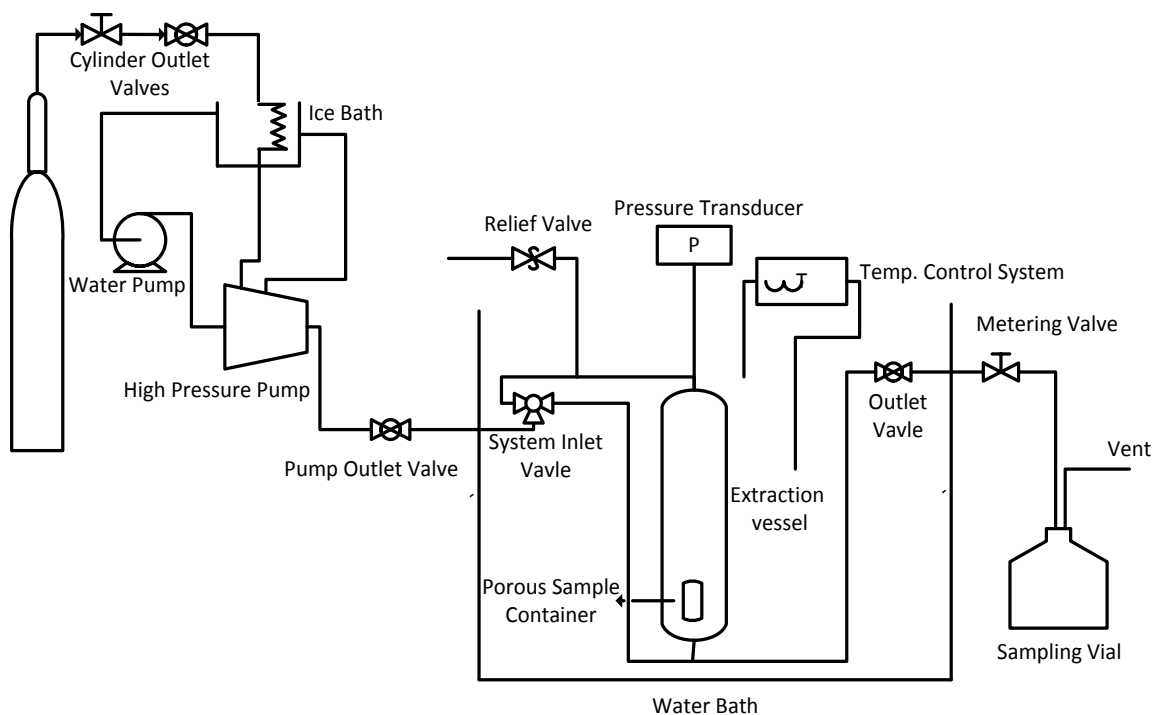 Cylinder Outlet
Valves
Ice Bath
Water Pump
High Pressure Pump
Pump Outlet Valve
Relief Valve
Pressure Transducer
P
Temp. Control System
Metering Valve
System Inlet
Vavle
Outlet
Vavle
Extraction
vessel
Vent
Porous Sample
Container
Sampling Vial
Water Bath